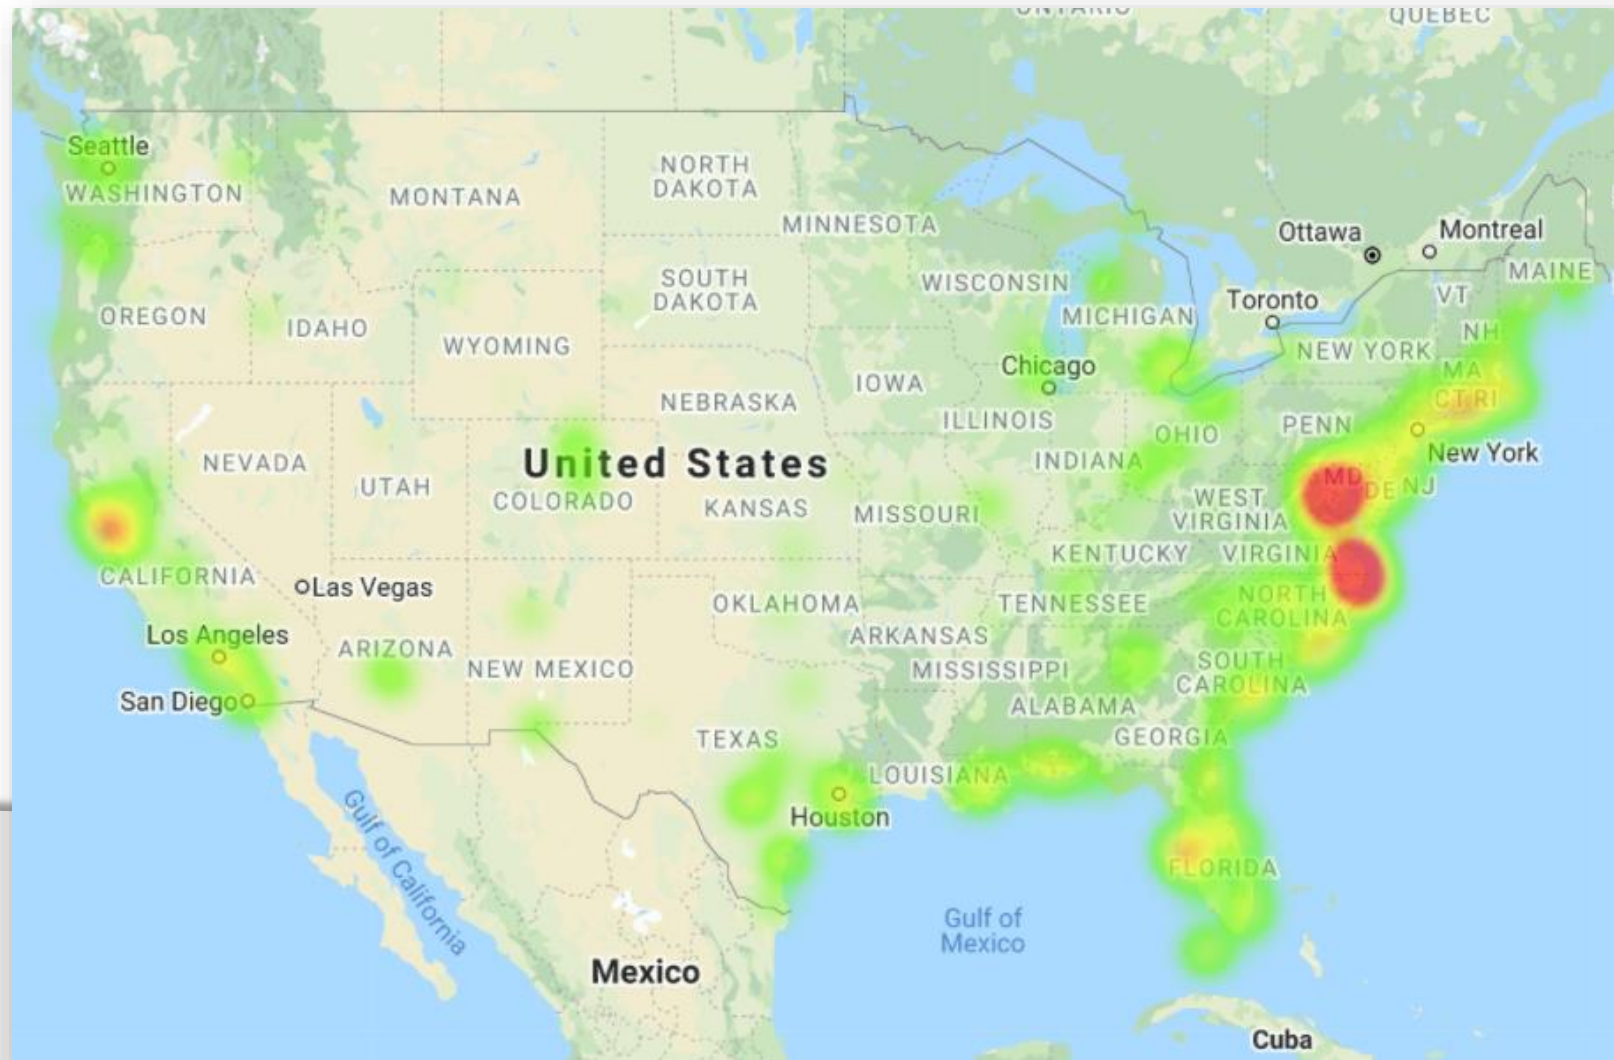 ONTARIO
QUEBEC
Seattle
WASHINGTON
MONTANA
NORTH
DAKOTA
MINNESOTA
Ottawa
Montreal
MAINE
OREGON
IDAHO
WYOMING
SOUTH
DAKOTA
WISCONSIN
MICHIGAN
Toronto
VT
NH
NEW YORK
MA
CT RI
Chicago
IOWA
NEBRASKA
ILLINOIS
INDIANA
OHIO
PENN
New York
NEVADA
UTAH
United States
COLORADO
KANSAS
MISSOURI
WEST
VIRGINIA
MD
DE
NJ
KENTUCKY
VIRGINIA
CALIFORNIA
Las Vegas
OKLAHOMA
TENNESSEE
NORTH
CAROLINA
Los Angeles
ARIZONA
NEW MEXICO
ARKANSAS
MISSISSIPPI
SOUTH
CAROLINA
San Diego
ALABAMA
GEORGIA
TEXAS
LOUISIANA
Houston
Gulf of California
FLORIDA
Gulf of
Mexico
Mexico
Cuba